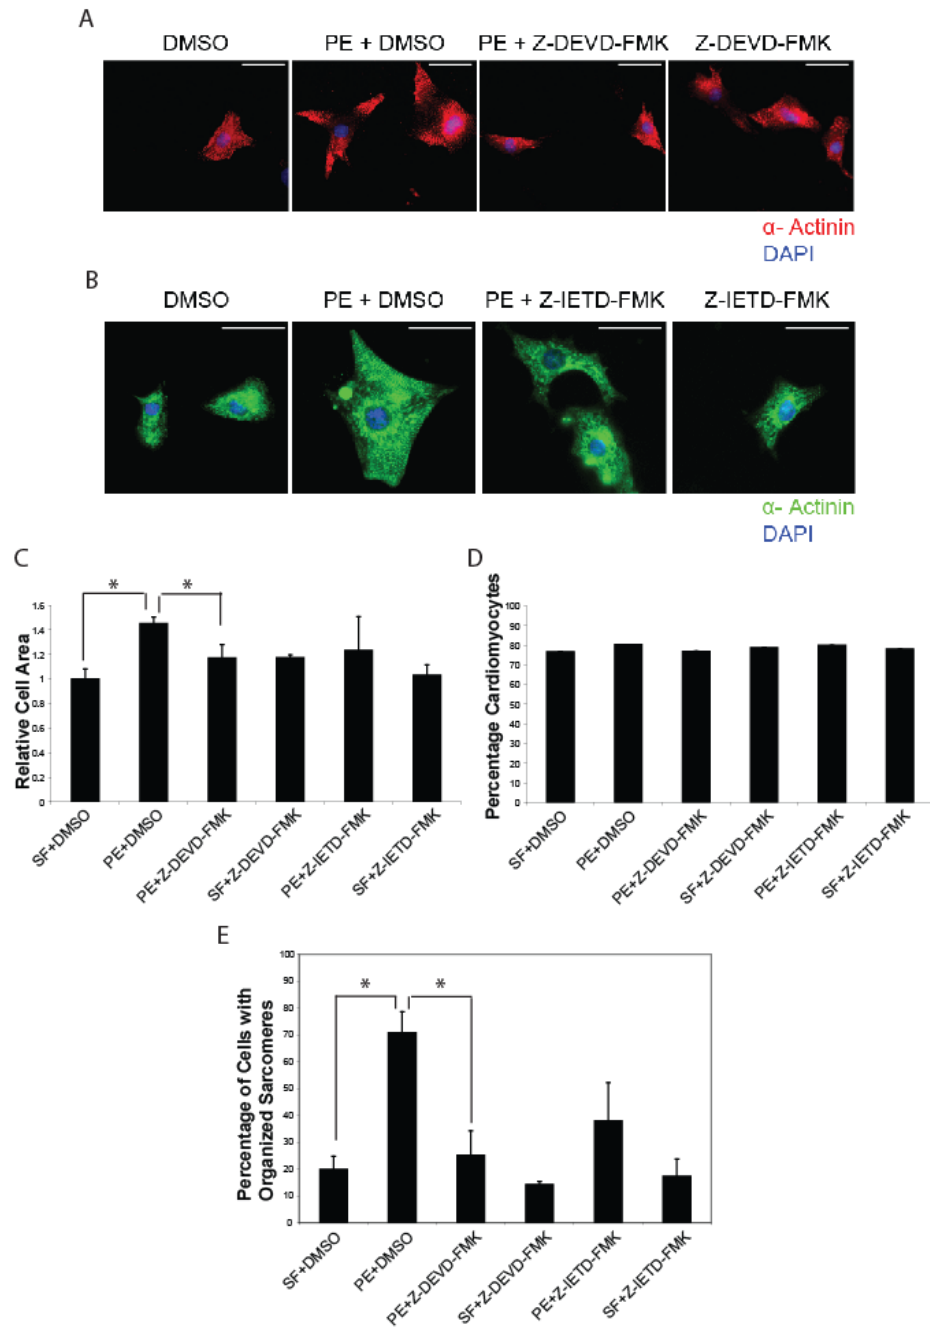 A
DMSO PE + DMSO PE + Z-DEVD-FMK Z-DEVD-FMK
α- Actinin
DAPI
B
DMSO PE + DMSO PE + Z-IETD-FMK Z-IETD-FMK
α- Actinin
DAPI
C
Relative Cell Area
1.6
1.4
1.2
1
0.8
0.6
0.4
0.2
0
* *
SF+DMSO
PE+DMSO
PE+Z-DEVD-FMK
SF+Z-DEVD-FMK
PE+Z-IETD-FMK
SF+Z-IETD-FMK
D
Percentage Cardiomyocytes
100
90
80
70
60
50
40
30
20
10
0
SF+DMSO
PE+DMSO
PE+Z-DEVD-FMK
SF+Z-DEVD-FMK
PE+Z-IETD-FMK
SF+Z-IETD-FMK
E
Percentage of Cells with
Organized Sarcomeres
100
90
80
70
60
50
40
30
20
10
0
* *
SF+DMSO
PE+DMSO
PE+Z-DEVD-FMK
SF+Z-DEVD-FMK
PE+Z-IETD-FMK
SF+Z-IETD-FMK